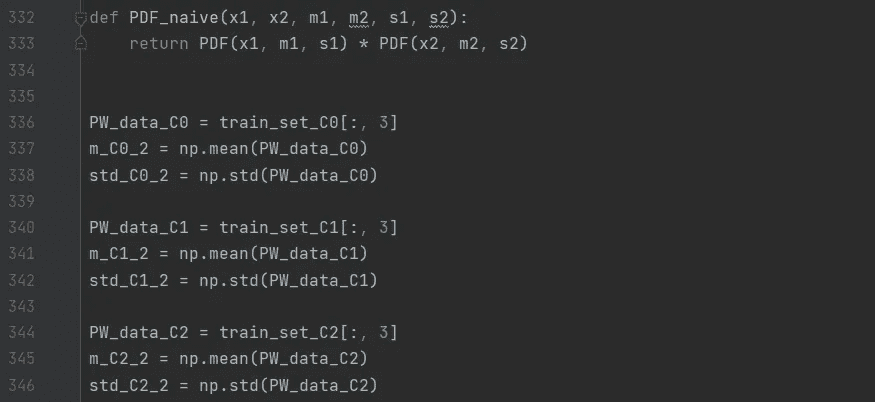 332 def PDF_naive(x1, x2, m1, m2, s1, s2):
333     return PDF(x1, m1, s1) * PDF(x2, m2, s2)
334
335
336 PW_data_C0 = train_set_C0[:, 3]
337 m_C0_2 = np.mean(PW_data_C0)
338 std_C0_2 = np.std(PW_data_C0)
339
340 PW_data_C1 = train_set_C1[:, 3]
341 m_C1_2 = np.mean(PW_data_C1)
342 std_C1_2 = np.std(PW_data_C1)
343
344 PW_data_C2 = train_set_C2[:, 3]
345 m_C2_2 = np.mean(PW_data_C2)
346 std_C2_2 = np.std(PW_data_C2)